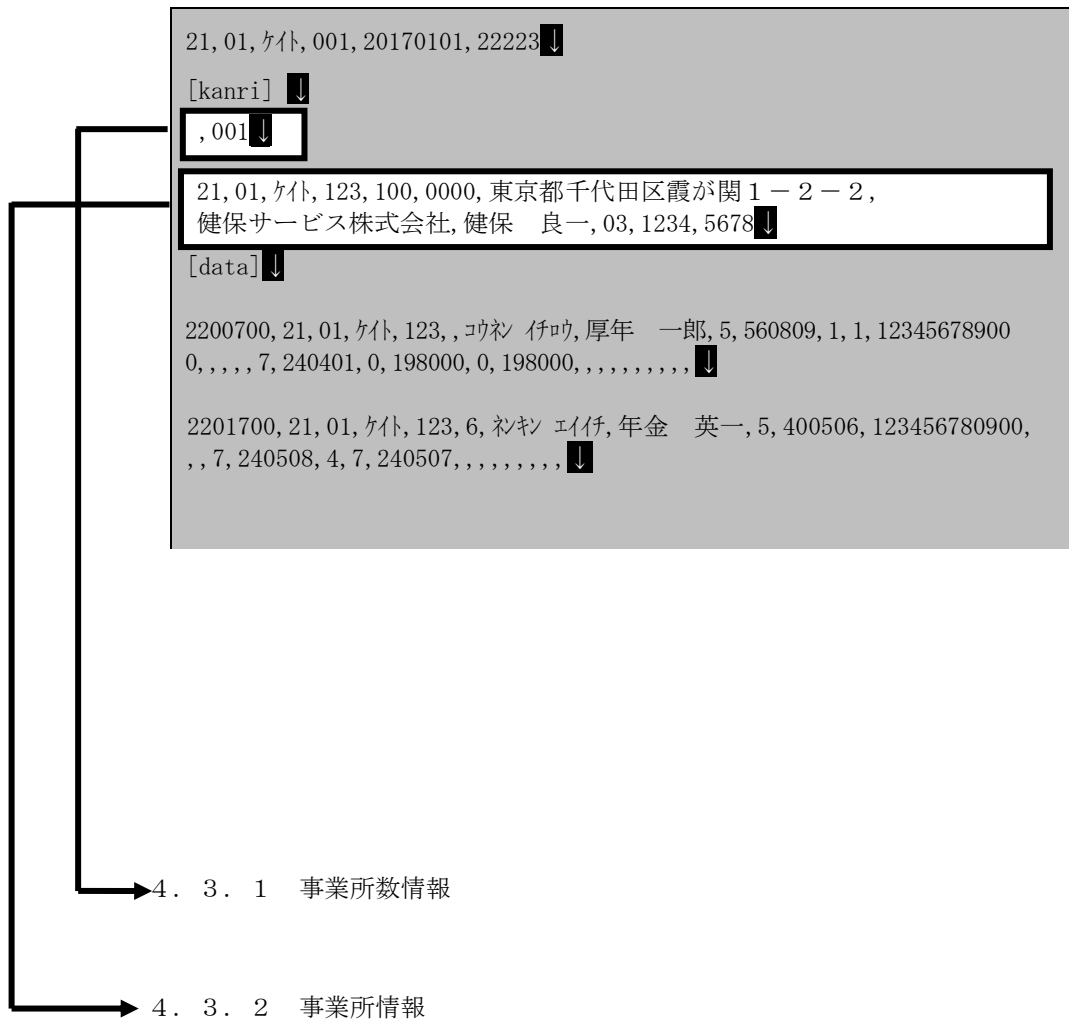 21,01,ｹｲﾄ,001,20170101,22223↓
[kanri] ↓
,001↓
21,01,ｹｲﾄ,123,100,0000,東京都千代田区霞が関１－２－２,
健保サービス株式会社,健保　良一,03,1234,5678↓
[data]↓
2200700,21,01,ｹｲﾄ,123,,ｺｳﾈﾝ ｲﾁﾛｳ,厚年　一郎,5,560809,1,1,12345678900
0,,,,,7,240401,0,198000,0,198000,,,,,,,,,,↓
2201700,21,01,ｹｲﾄ,123,6,ﾈﾝｷﾝ ｴｲｲﾁ,年金　英一,5,400506,123456780900,
,,7,240508,4,7,240507,,,,,,,,,↓
４．３．１　事業所数情報
４．３．２　事業所情報